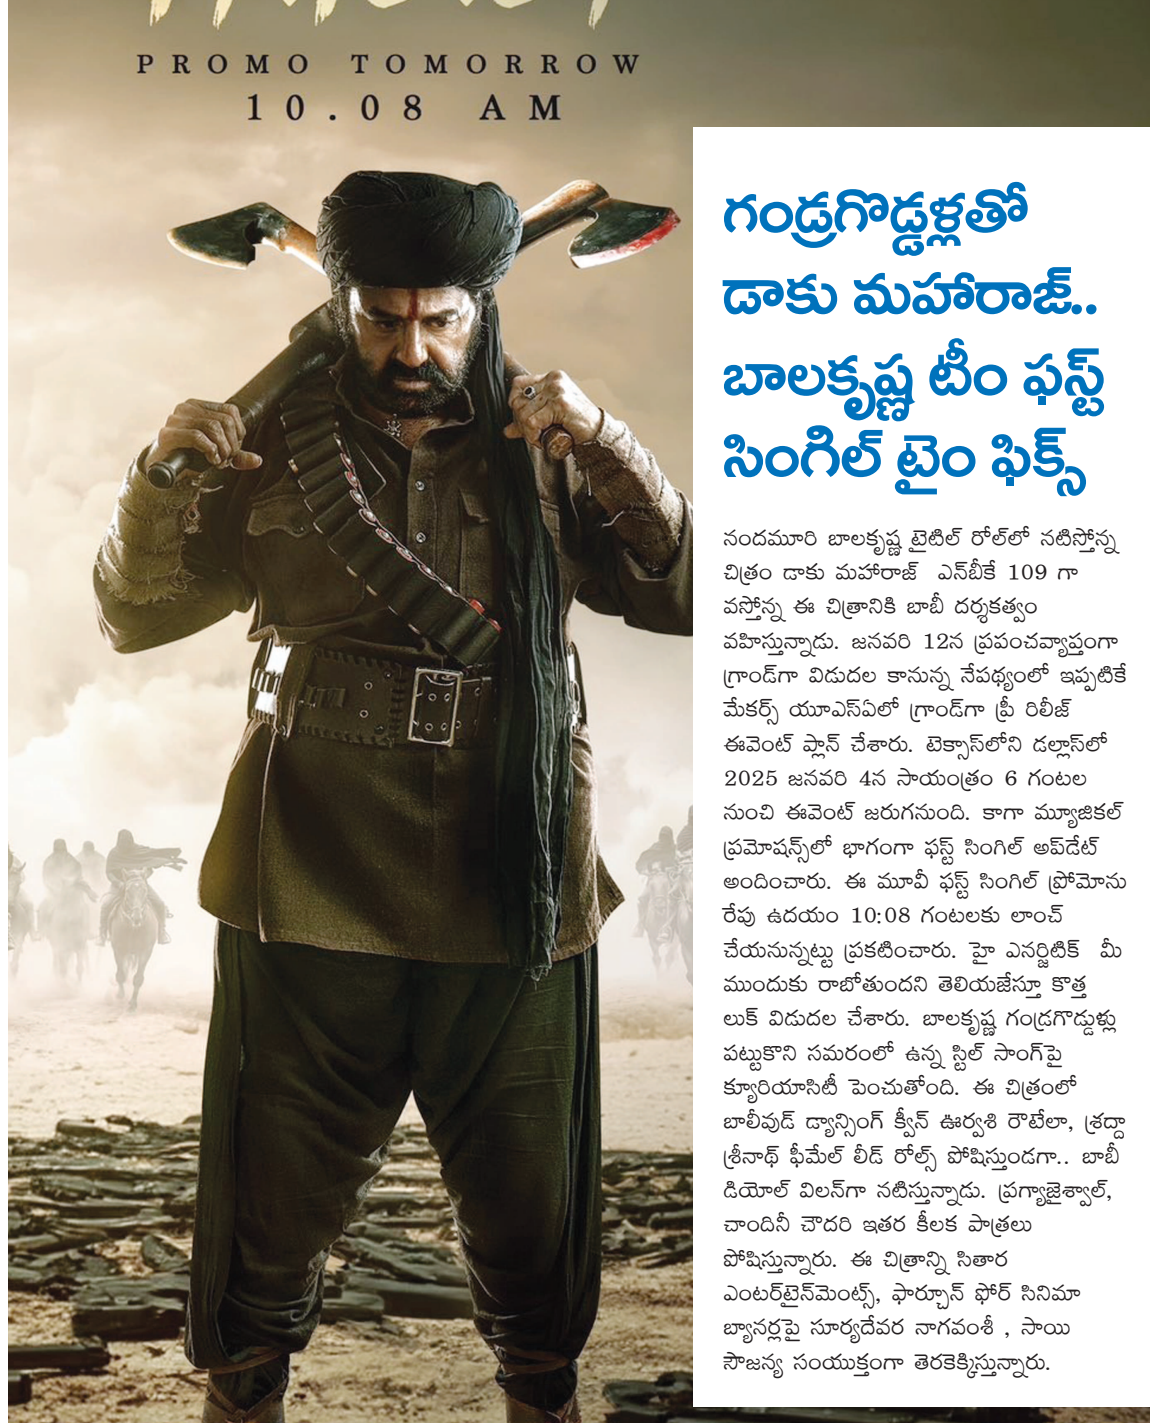 PROMO TOMORROW
10.08 AM
గండ్రగొడ్డళ్లతో
డాకు మహారాజ్..
బాలకృష్ణ టీం ఫస్ట్
సింగిల్ టైం ఫిక్స్
నందమూరి బాలకృష్ణ టైటిల్ రోల్‌లో నటిస్తోన్న
చిత్రం డాకు మహారాజ్ ఎన్‌బీకే 109 గా
వస్తోన్న ఈ చిత్రానికి బాబీ దర్శకత్వం
వహిస్తున్నాడు. జనవరి 12న ప్రపంచవ్యాప్తంగా
గ్రాండ్‌గా విడుదల కానున్న నేపథ్యంలో ఇప్పటికే
మేకర్స్ యూఎస్ఏలో గ్రాండ్‌గా ప్రీ రిలీజ్
ఈవెంట్ ప్లాన్ చేశారు. టెక్సాస్‌లోని డల్లాస్‌లో
2025 జనవరి 4న సాయంత్రం 6 గంటల
నుంచి ఈవెంట్ జరుగనుంది. కాగా మ్యూజికల్
ప్రమోషన్స్‌లో భాగంగా ఫస్ట్ సింగిల్ అప్‌డేట్
అందించారు. ఈ మూవీ ఫస్ట్ సింగిల్ ప్రోమోను
రేపు ఉదయం 10:08 గంటలకు లాంచ్
చేయనున్నట్టు ప్రకటించారు. హై ఎనర్జిటిక్ మీ
ముందుకు రాబోతుందని తెలియజేస్తూ కొత్త
లుక్ విడుదల చేశారు. బాలకృష్ణ గండ్రగొడ్డుళ్లు
పట్టుకొని సమరంలో ఉన్న స్టిల్ సాంగ్‌పై
క్యూరియాసిటీ పెంచుతోంది. ఈ చిత్రంలో
బాలీవుడ్ డ్యాన్సింగ్ క్వీన్ ఊర్వశి రౌటేలా, శ్రద్దా
శ్రీనాథ్ ఫీమేల్ లీడ్ రోల్స్ పోషిస్తుండగా.. బాబీ
డియోల్ విలన్‌గా నటిస్తున్నాడు. ప్రగ్యాజైశ్వాల్,
చాందినీ చౌదరి ఇతర కీలక పాత్రలు
పోషిస్తున్నారు. ఈ చిత్రాన్ని సితార
ఎంటర్‌టైన్‌మెంట్స్, ఫార్చూన్ ఫోర్ సినిమా
బ్యానర్లపై సూర్యదేవర నాగవంశీ , సాయి
సౌజన్య సంయుక్తంగా తెరకెక్కిస్తున్నారు.